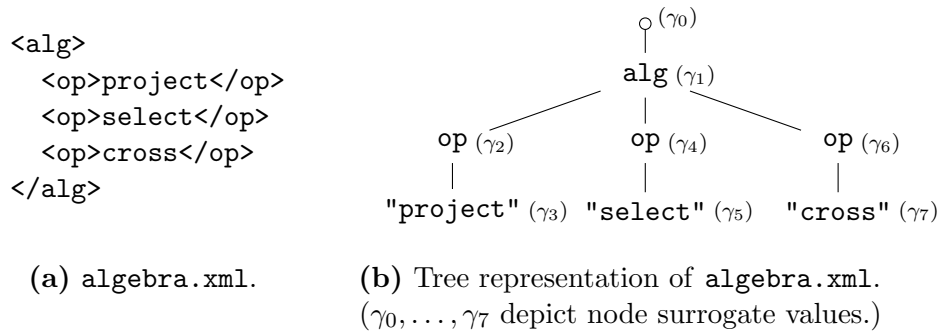 <alg>
  <op>project</op>
  <op>select</op>
  <op>cross</op>
</alg>
(a) algebra.xml.
(γ0)
alg (γ1)
op (γ2) op (γ4) op (γ6)
"project" (γ3) "select" (γ5) "cross" (γ7)
(b) Tree representation of algebra.xml.
(γ0, . . . , γ7 depict node surrogate values.)